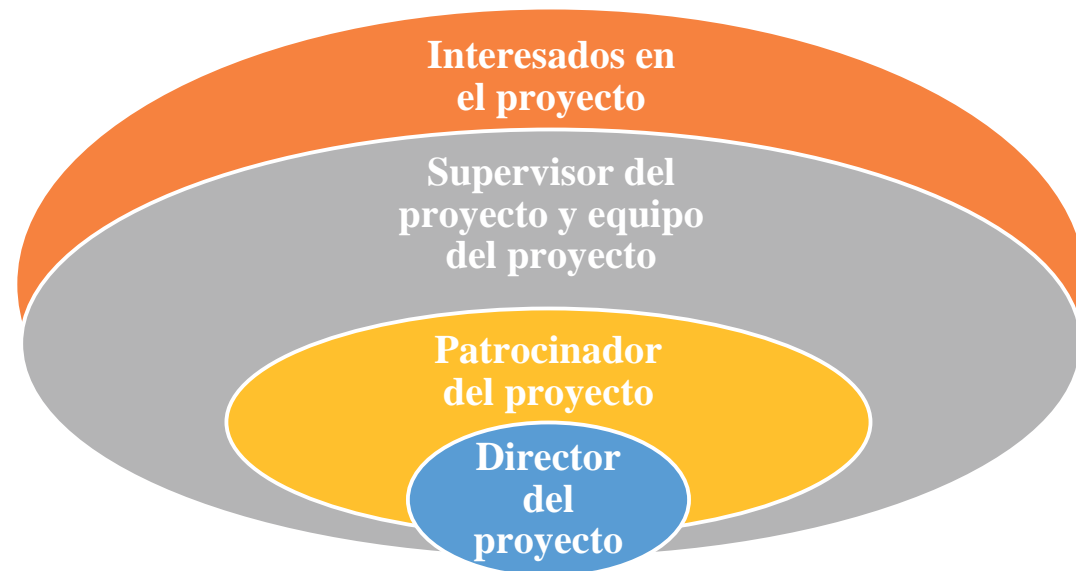 Interesados en
el proyecto
Supervisor del
proyecto y equipo
del proyecto
Patrocinador
del proyecto
Director
del
proyecto